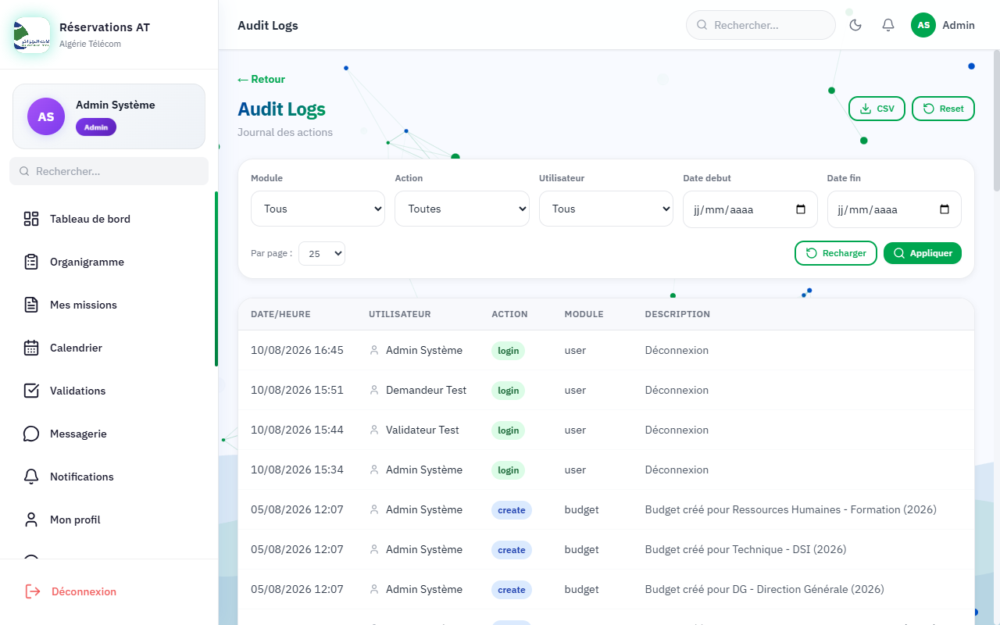 Réservations AT
Algérie Télécom
AS
Admin Système
Admin
Rechercher...
Tableau de bord
Organigramme
Mes missions
Calendrier
Validations
Messagerie
Notifications
Mon profil
Déconnexion
Audit Logs
Rechercher...
AS
Admin
← Retour
Audit Logs
Journal des actions
CSV
Reset
Module
Action
Utilisateur
Date debut
Date fin
Tous
Toutes
Tous
jj/mm/aaaa
jj/mm/aaaa
Par page :
25
Recharger
Appliquer
DATE/HEURE UTILISATEUR ACTION MODULE DESCRIPTION
10/08/2026 16:45 Admin Système login user Déconnexion
10/08/2026 15:51 Demandeur Test login user Déconnexion
10/08/2026 15:44 Validateur Test login user Déconnexion
10/08/2026 15:34 Admin Système login user Déconnexion
05/08/2026 12:07 Admin Système create budget Budget créé pour Ressources Humaines - Formation (2026)
05/08/2026 12:07 Admin Système create budget Budget créé pour Technique - DSI (2026)
05/08/2026 12:07 Admin Système create budget Budget créé pour DG - Direction Générale (2026)